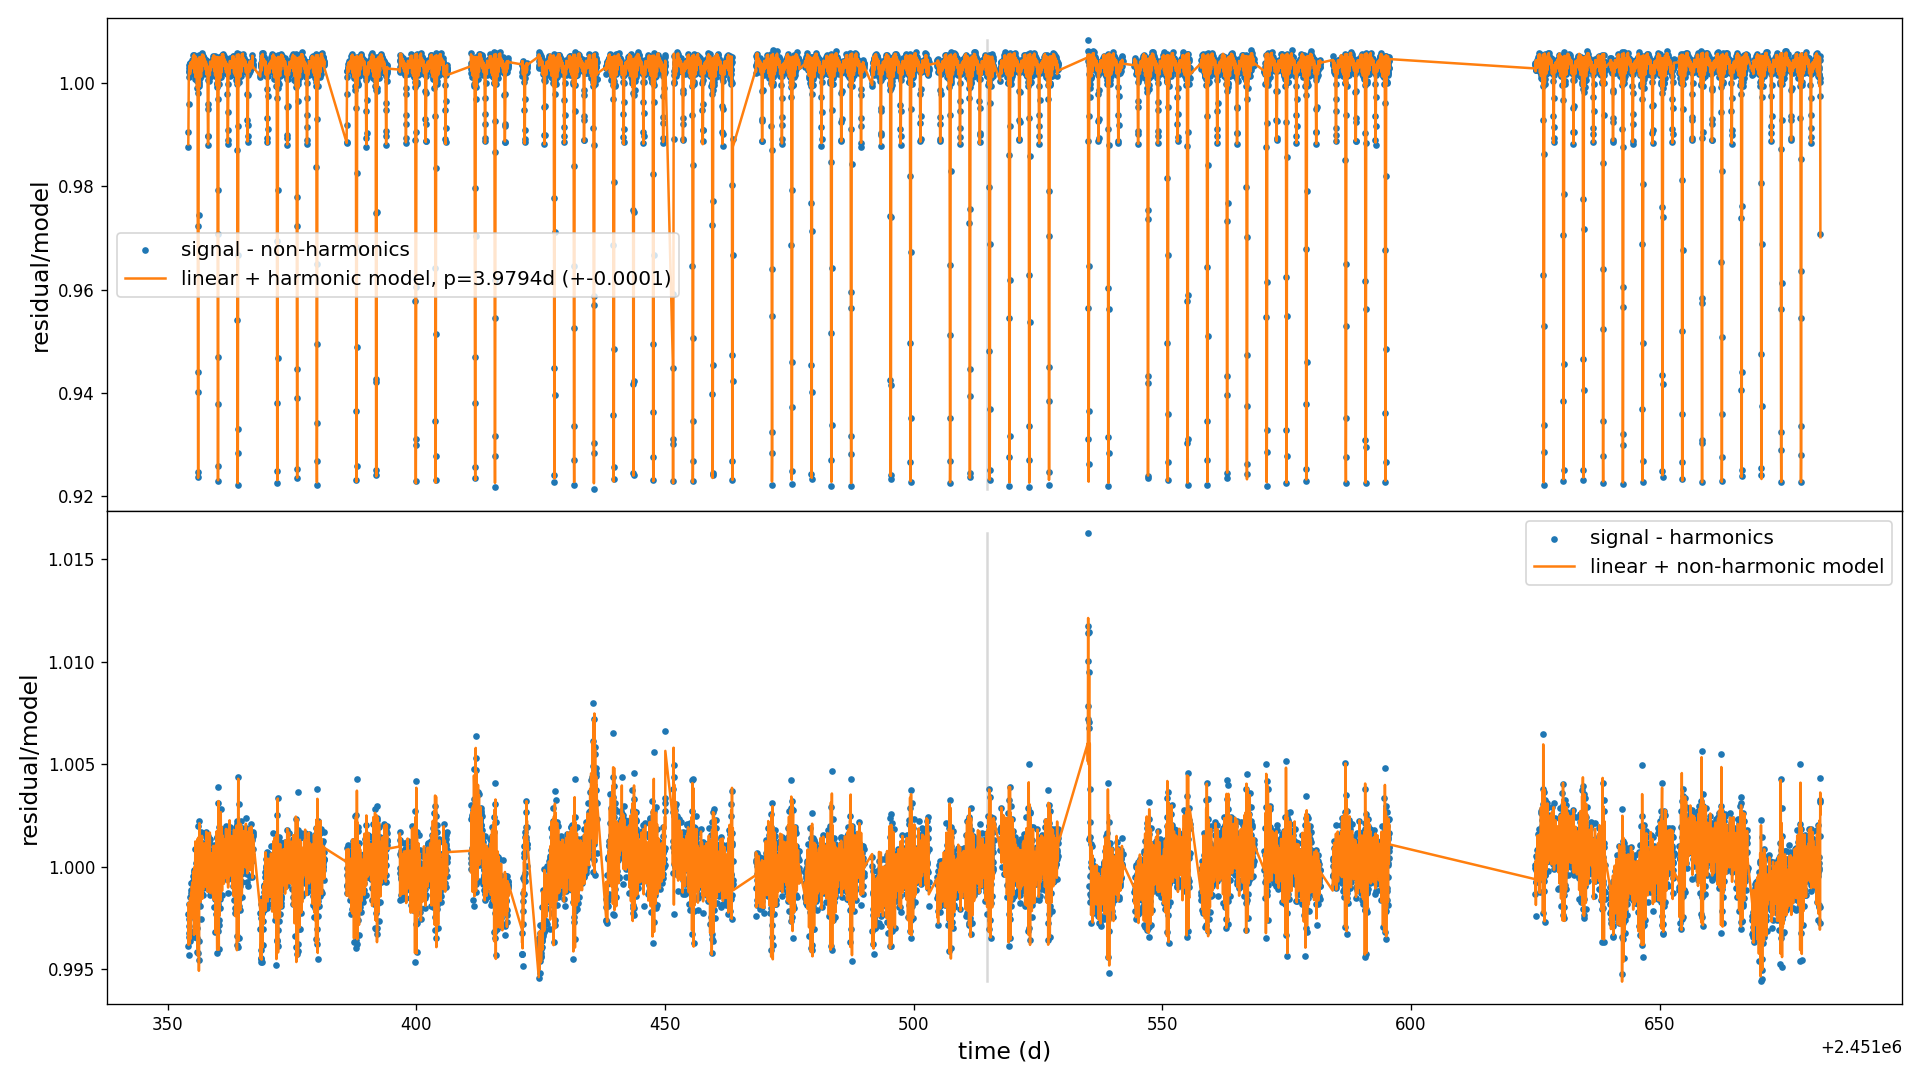 1.00
0.98
0.96
0.94
0.92
residual/model
signal - non-harmonics
linear + harmonic model, p=3.9794d (+-0.0001)
1.015
1.010
1.005
1.000
0.995
residual/model
signal - harmonics
linear + non-harmonic model
350
400
450
500
550
600
650
time (d)
+2.451e6